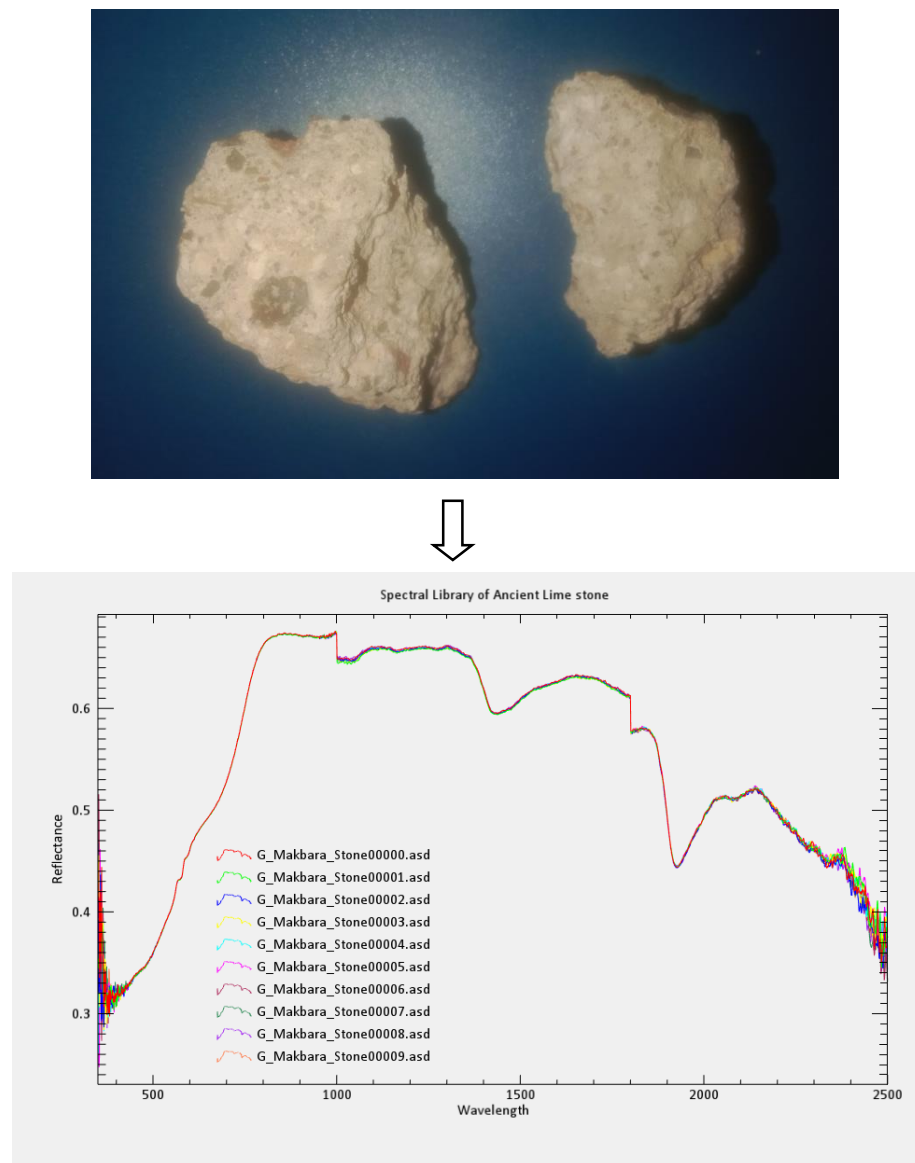 Spectral Library of Ancient Lime stone
0.6
0.5
0.4
0.3
Reflectance
G_Makbara_Stone00000.asd
G_Makbara_Stone00001.asd
G_Makbara_Stone00002.asd
G_Makbara_Stone00003.asd
G_Makbara_Stone00004.asd
G_Makbara_Stone00005.asd
G_Makbara_Stone00006.asd
G_Makbara_Stone00007.asd
G_Makbara_Stone00008.asd
G_Makbara_Stone00009.asd
500 1000 1500 2000 2500
Wavelength